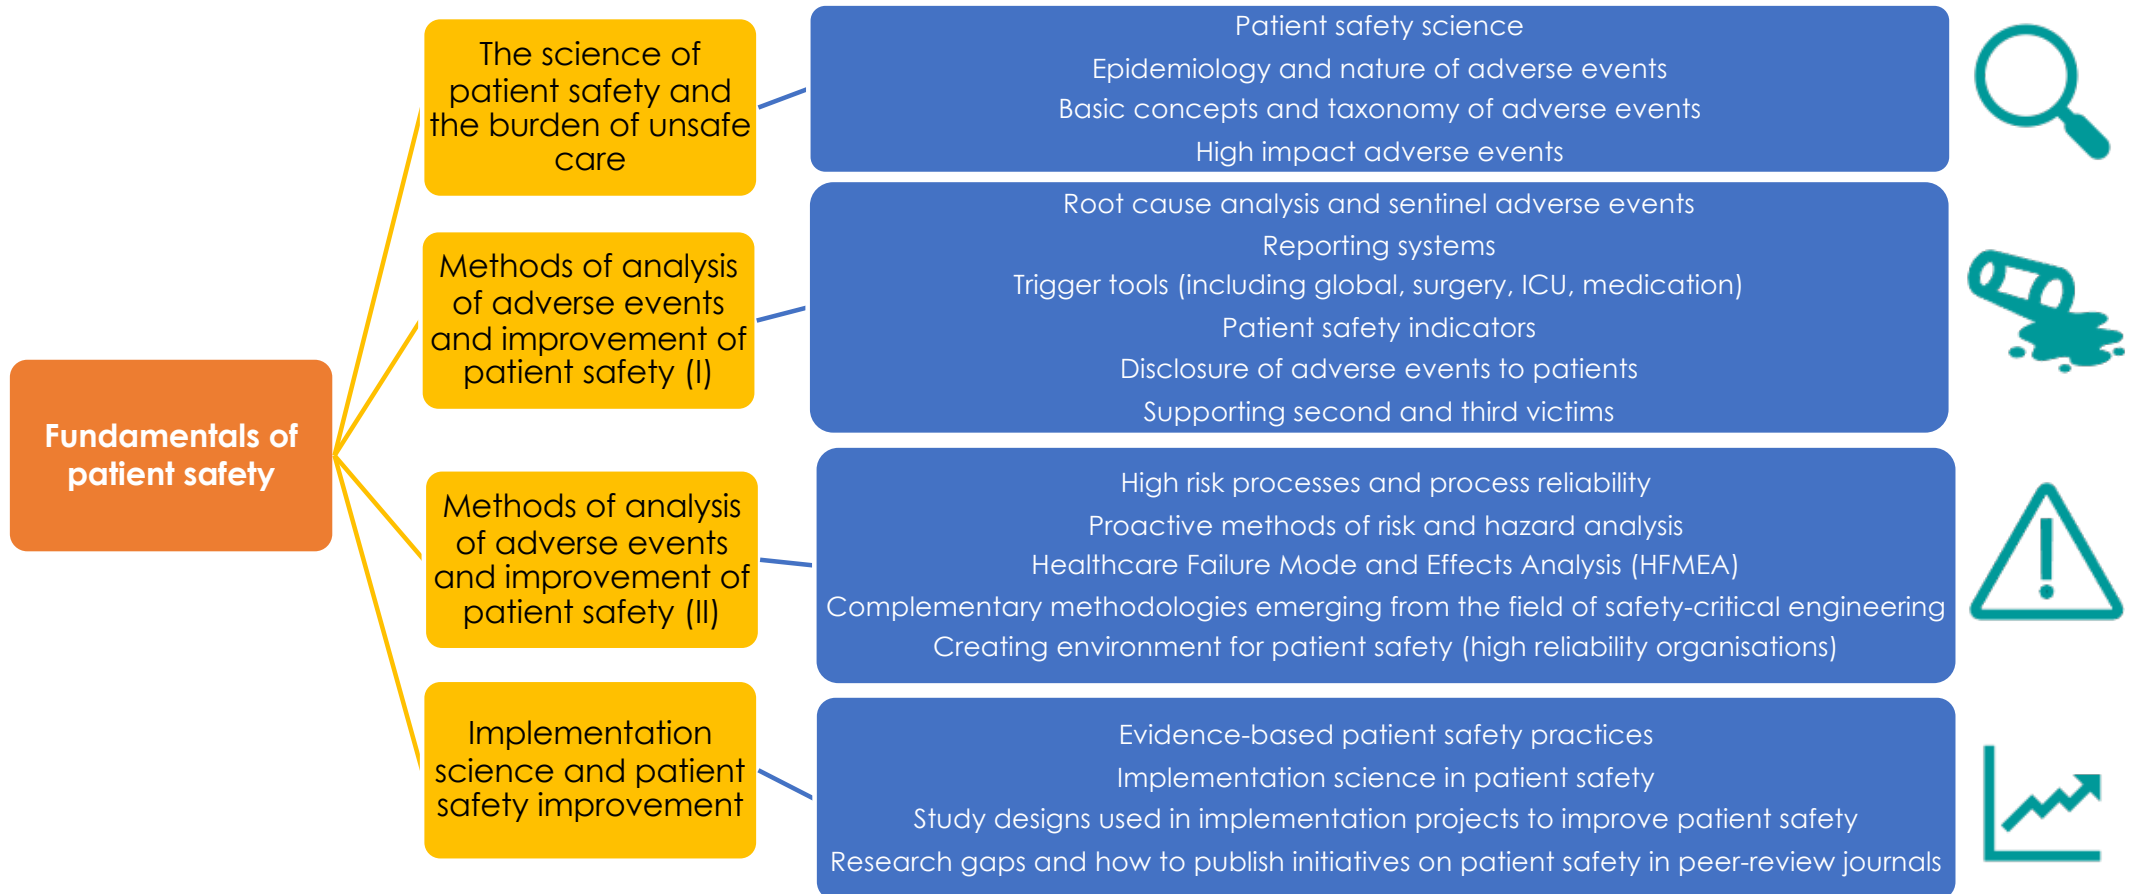 Fundamentals of
patient safety
The science of
patient safety and
the burden of unsafe
care
Patient safety science
Epidemiology and nature of adverse events
Basic concepts and taxonomy of adverse events
High impact adverse events
Methods of analysis
of adverse events
and improvement of
patient safety (I)
Root cause analysis and sentinel adverse events
Reporting systems
Trigger tools (including global, surgery, ICU, medication)
Patient safety indicators
Disclosure of adverse events to patients
Supporting second and third victims
Methods of analysis
of adverse events
and improvement of
patient safety (II)
High risk processes and process reliability
Proactive methods of risk and hazard analysis
Healthcare Failure Mode and Effects Analysis (HFMEA)
Complementary methodologies emerging from the field of safety-critical engineering
Creating environment for patient safety (high reliability organisations)
Implementation
science and patient
safety improvement
Evidence-based patient safety practices
Implementation science in patient safety
Study designs used in implementation projects to improve patient safety
Research gaps and how to publish initiatives on patient safety in peer-review journals